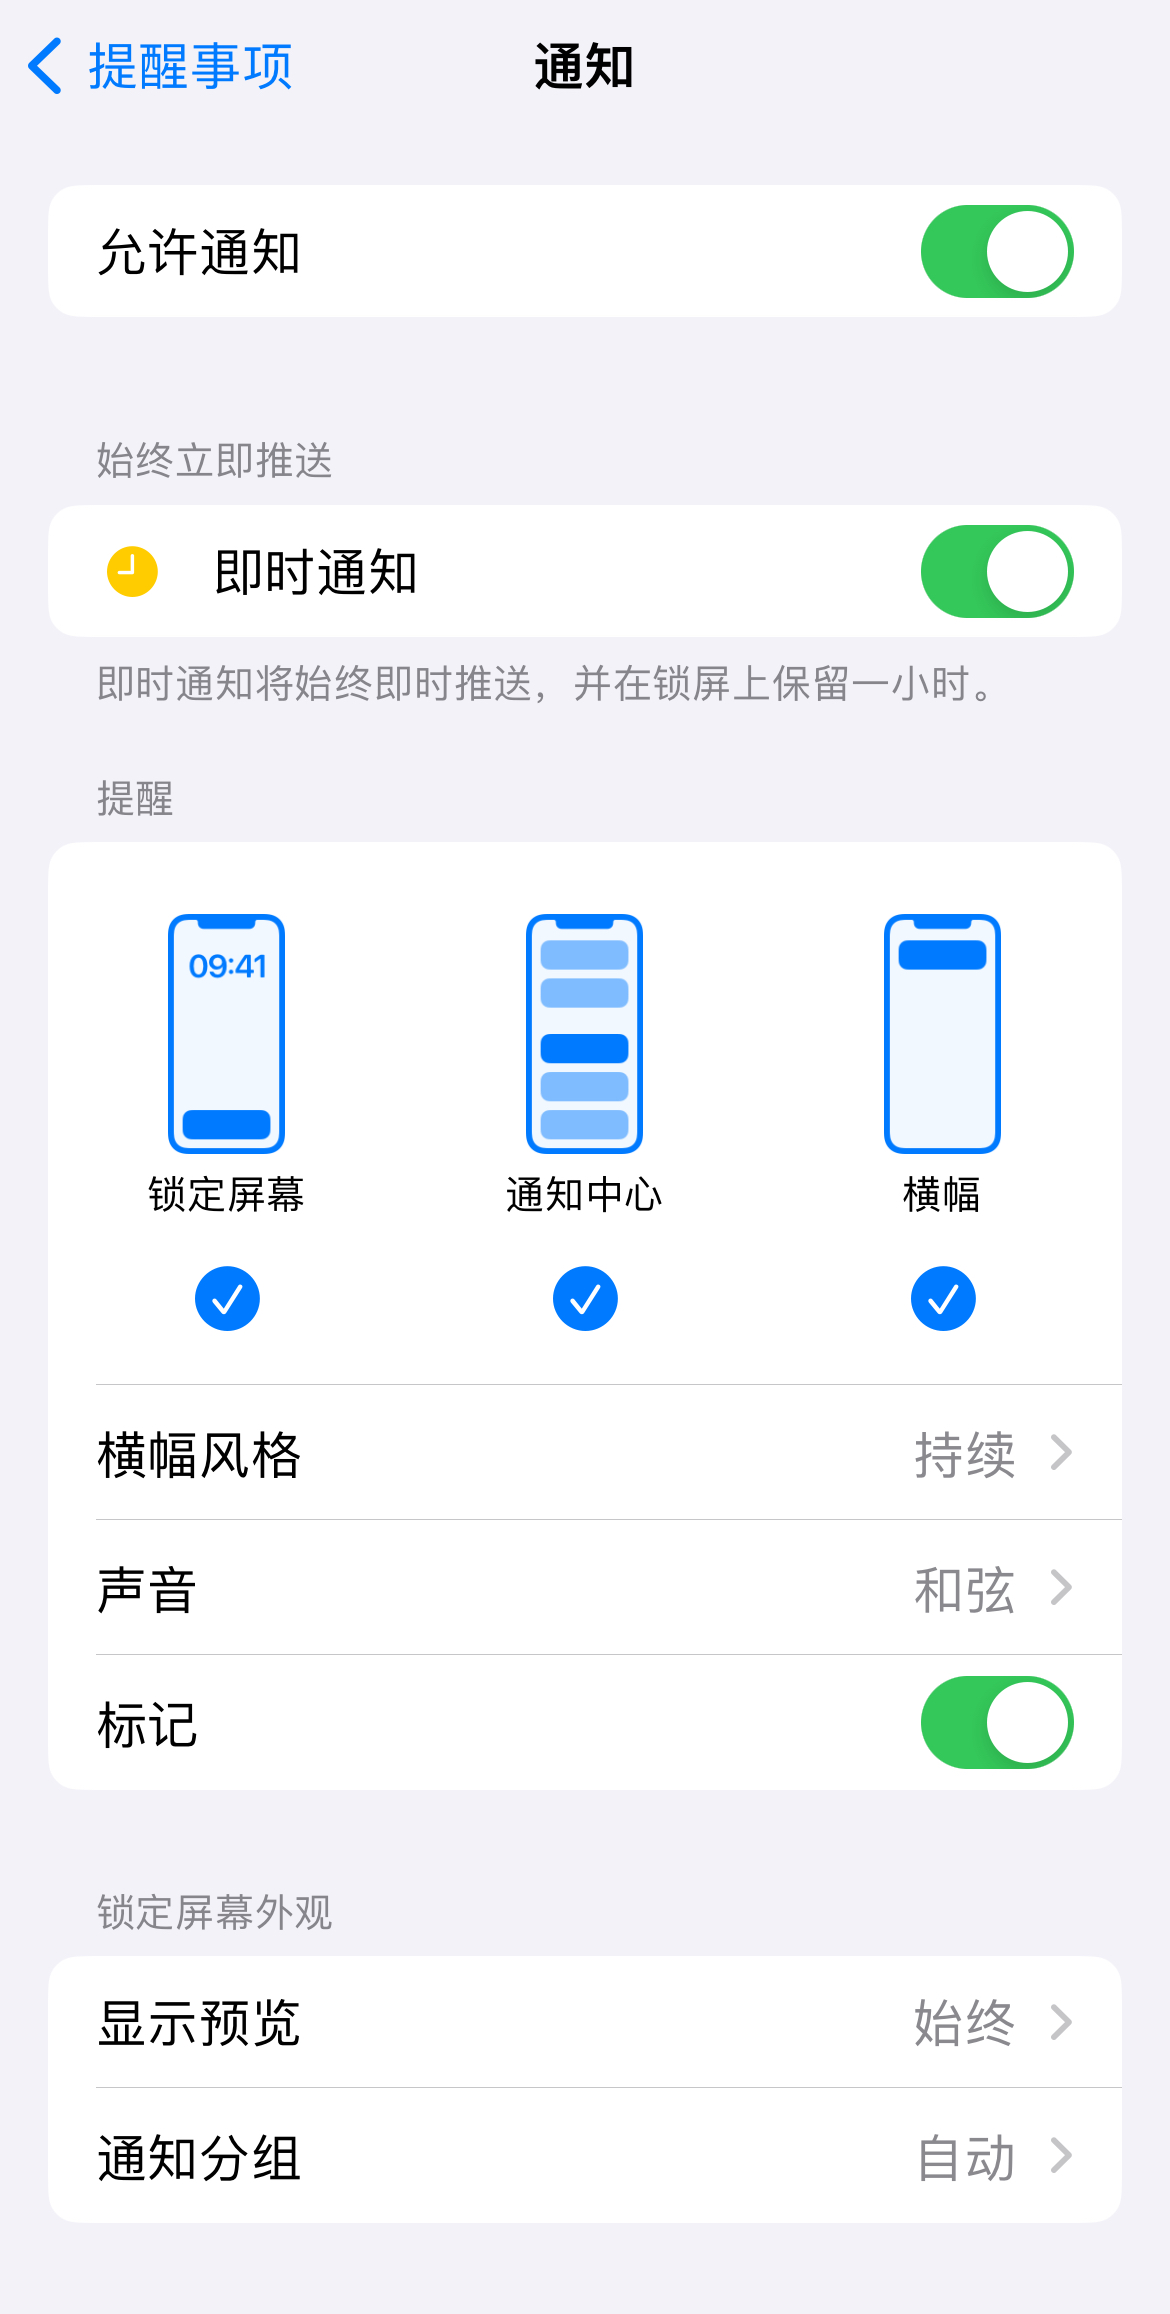 提醒事项
通知
允许通知
始终立即推送
即时通知
即时通知将始终即时推送，并在锁屏上保留一小时。
提醒
09:41
锁定屏幕
通知中心
横幅
横幅风格 持续
声音 和弦
标记
锁定屏幕外观
显示预览 始终
通知分组 自动